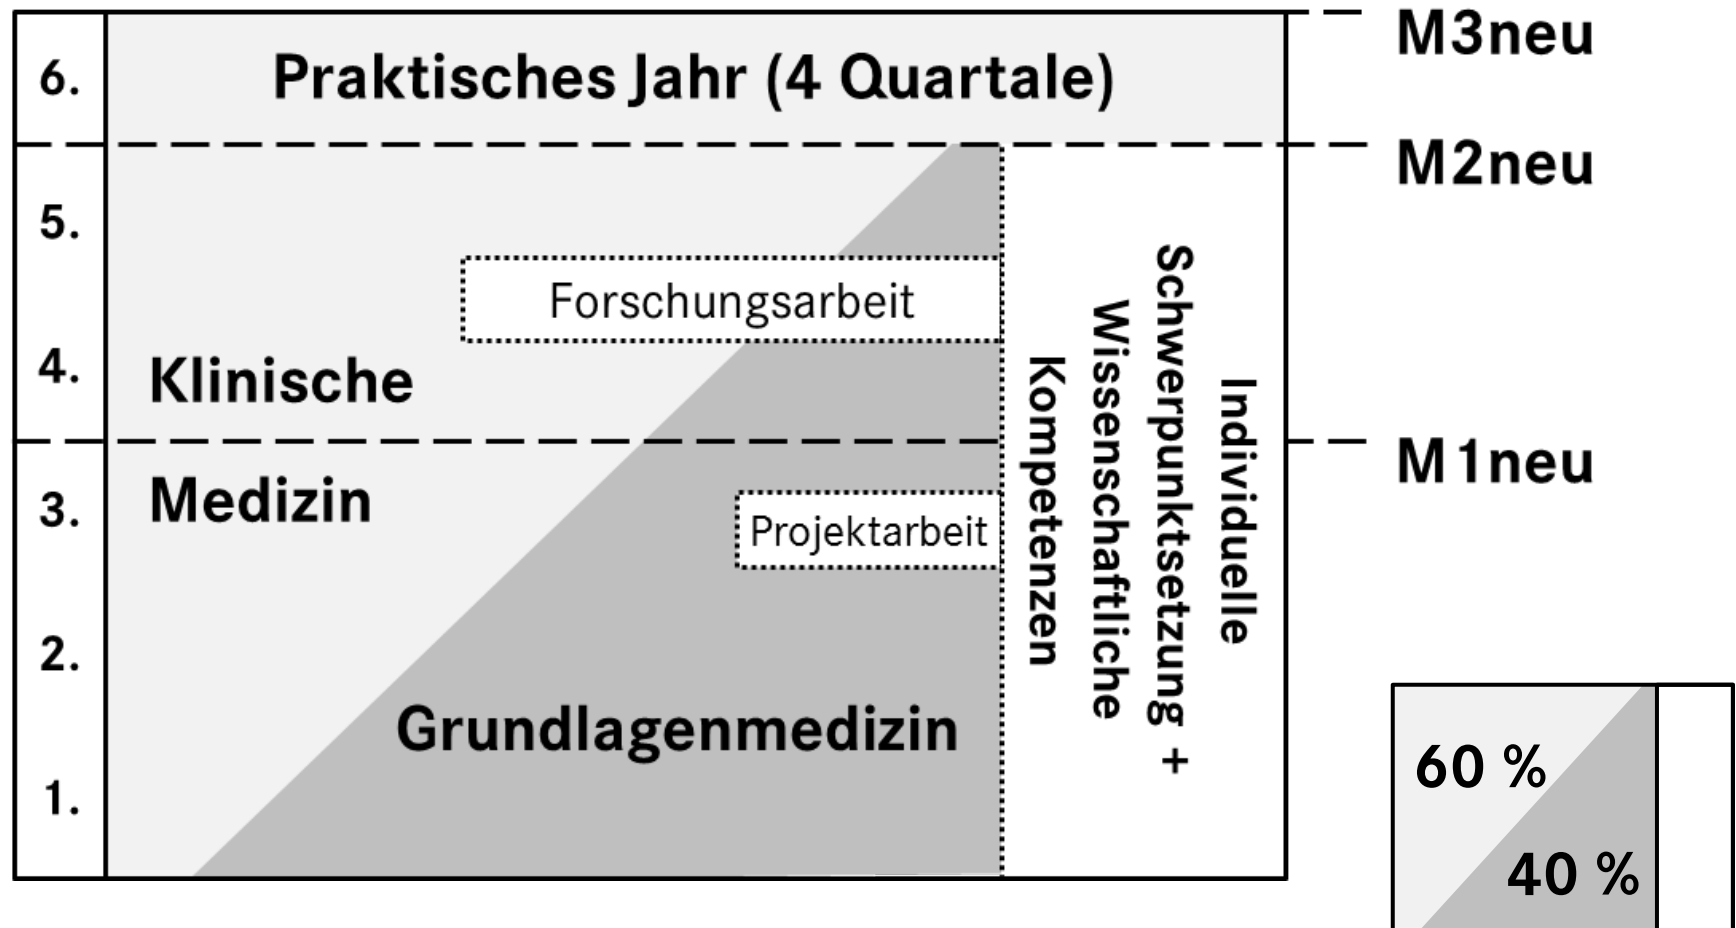 6.
Praktisches Jahr (4 Quartale)
M3neu
M2neu
5.
Forschungsarbeit
4.
Klinische
M1neu
3.
Medizin
Projektarbeit
2.
Grundlagenmedizin
1.
Individuelle
Schwerpunktsetzung +
Wissenschaftliche
Kompetenzen
60 %
40 %